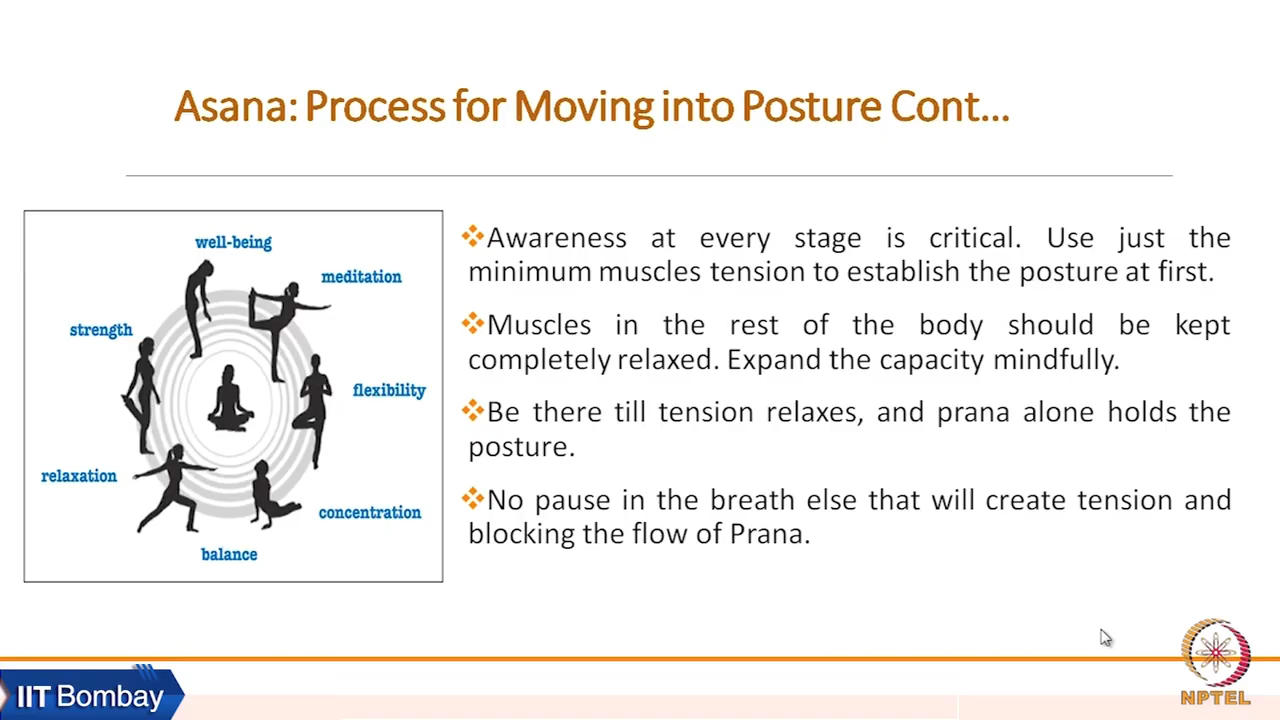 Asana: Process for Moving into Posture Cont...
well-being
meditation
strength
flexibility
relaxation
concentration
balance
❖Awareness at every stage is critical. Use just the
minimum muscles tension to establish the posture at first.
❖Muscles in the rest of the body should be kept
completely relaxed. Expand the capacity mindfully.
❖Be there till tension relaxes, and prana alone holds the
posture.
❖No pause in the breath else that will create tension and
blocking the flow of Prana.
IIT Bombay
NPTEL